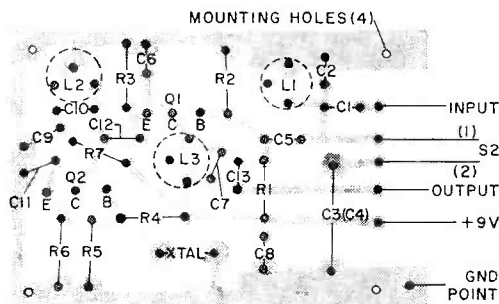 MOUNTING HOLES (4)
C6
L2 R3 R2 L1 C2
C10 Q1 C1 INPUT
C12 E C B
C9 C5 (1)
R7 L3 S2
(2)
C11 Q2 C7 C13 R1 OUTPUT
E C B
R4 C3(C4) +9V
R6 R5 XTAL C8
GND
POINT